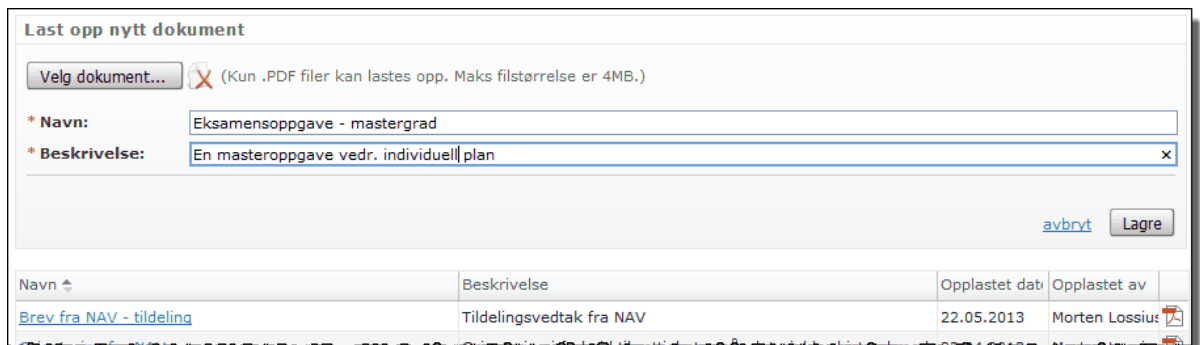 Last opp nytt dokument
Velg dokument... (Kun .PDF filer kan lastes opp. Maks filstørrelse er 4MB.)
* Navn: Eksamensoppgave - mastergrad
* Beskrivelse: En masteroppgave vedr. individuell plan
avbryt Lagre
Navn Beskrivelse Opplastet dat Opplastet av
Brev fra NAV - tildeling Tildelingsvedtak fra NAV 22.05.2013 Morten Lossius